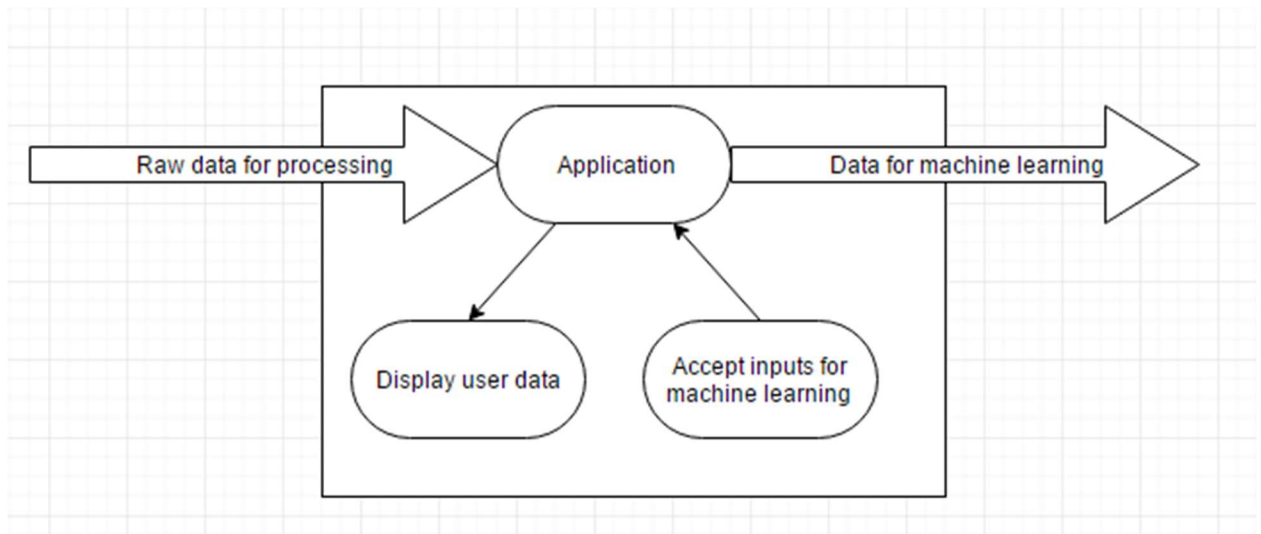 Raw data for processing
Application
Data for machine learning
Display user data
Accept inputs for
machine learning